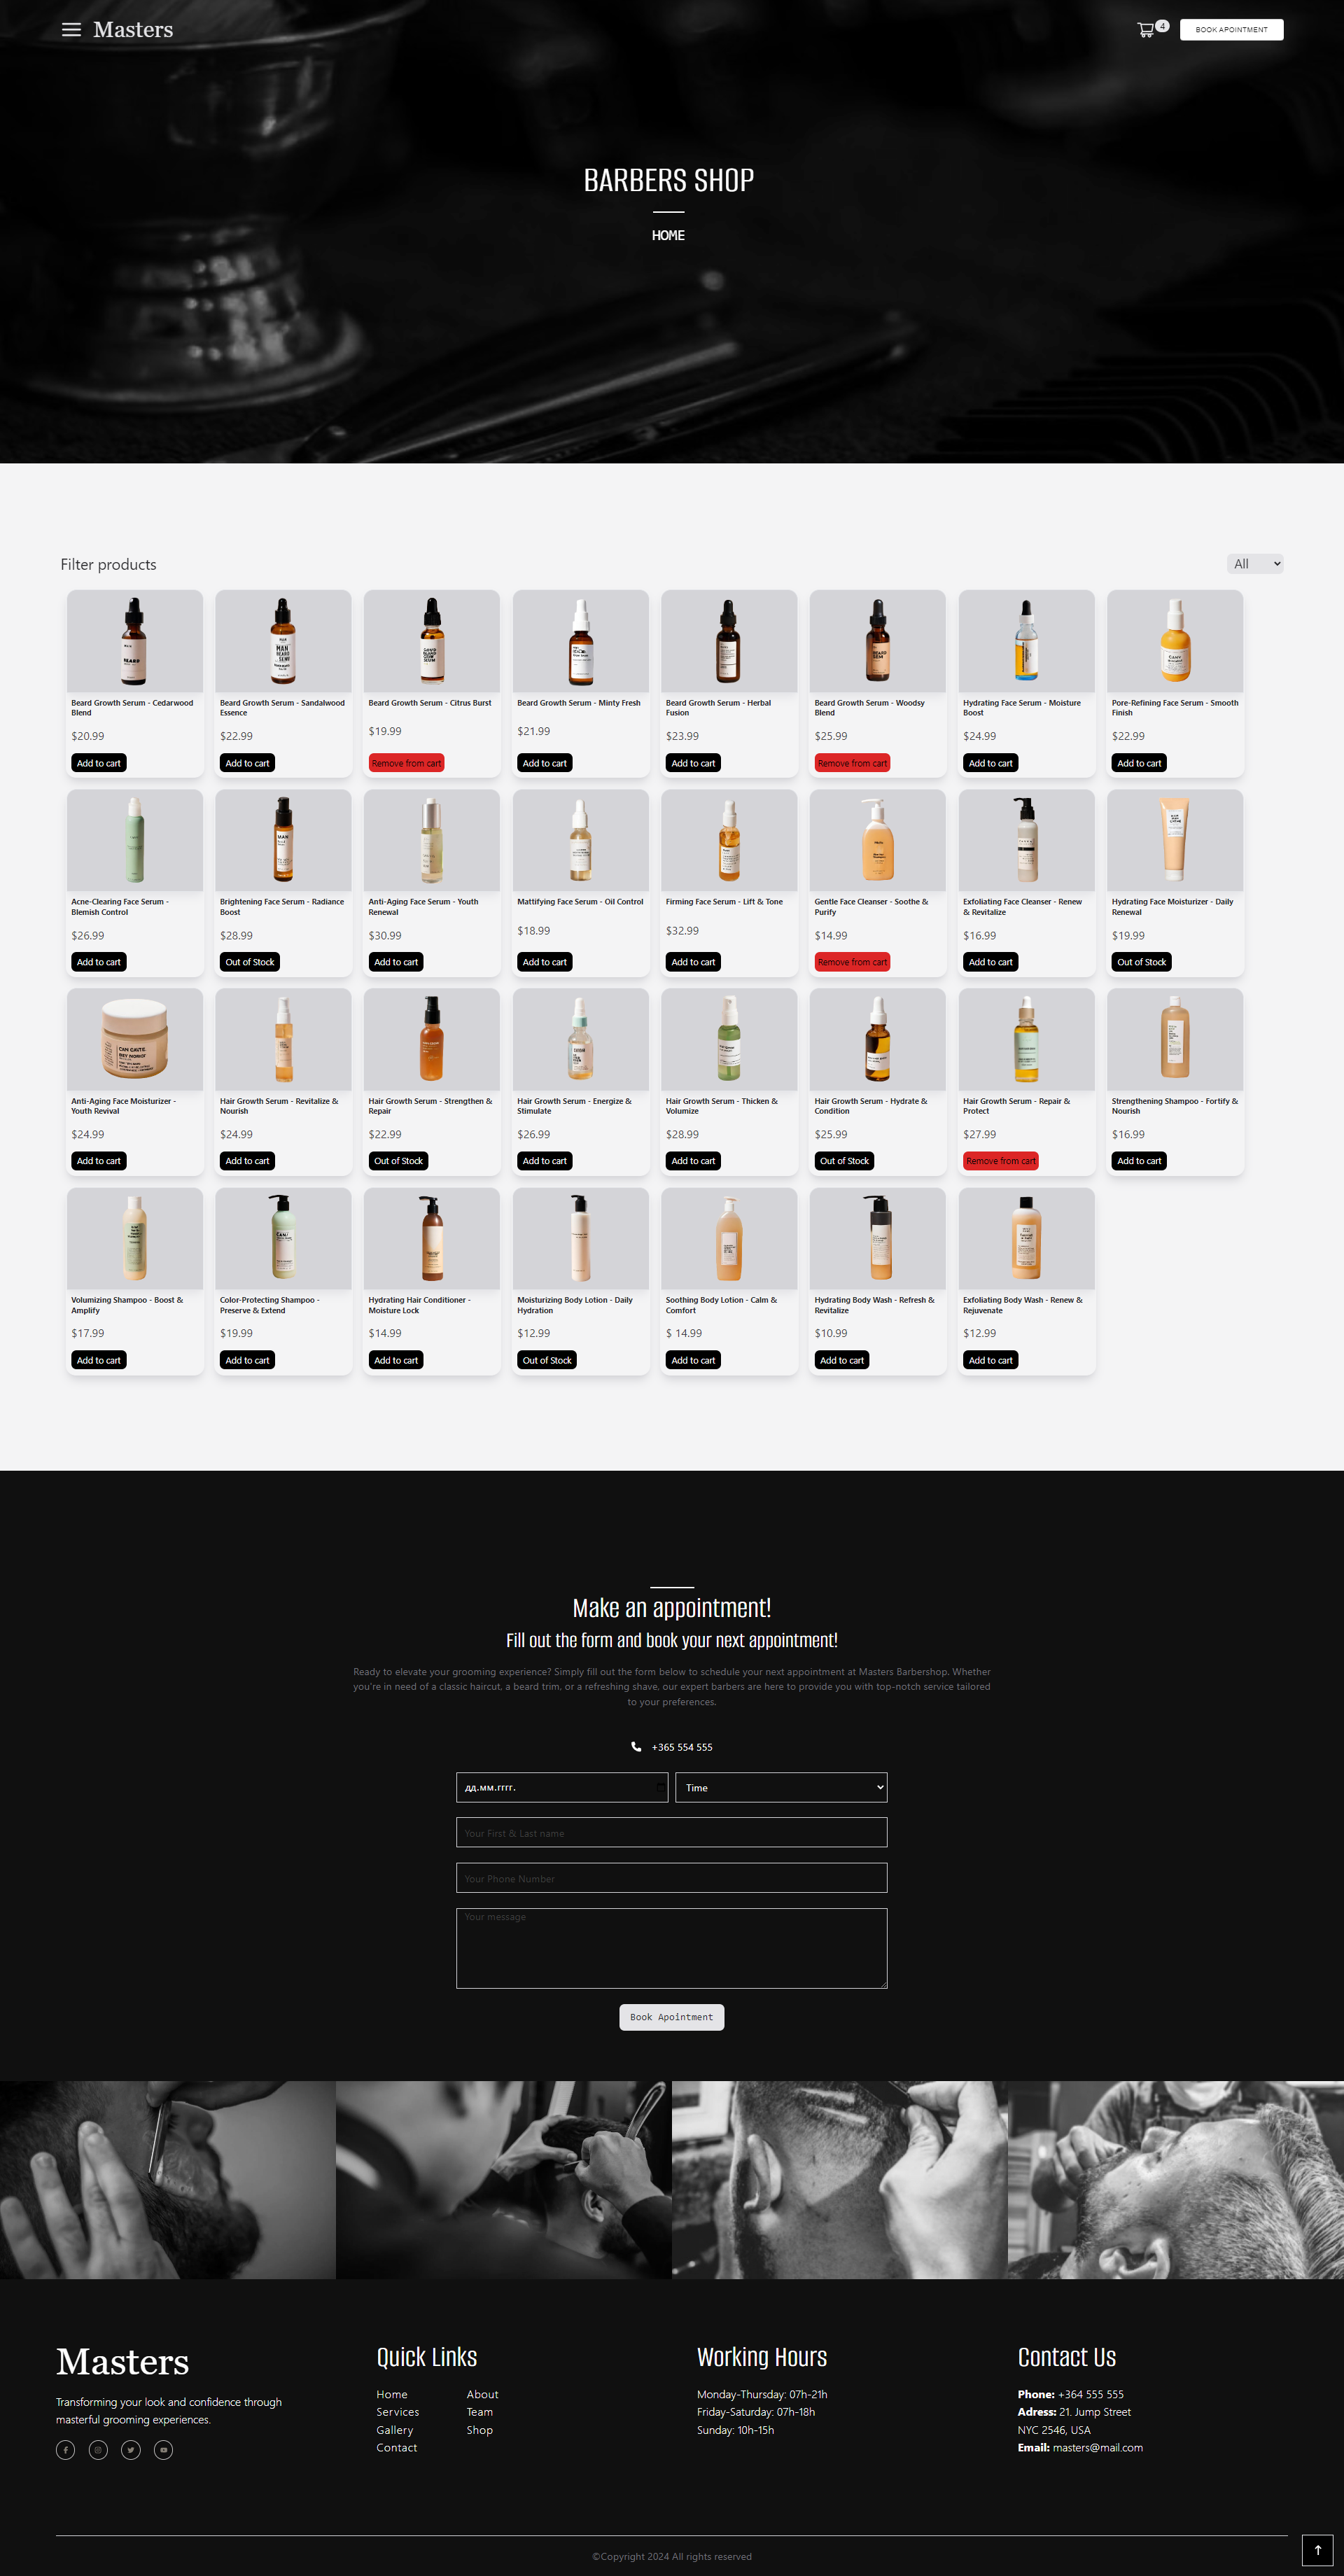 Masters
4
BOOK APOINTMENT
BARBERS SHOP
HOME
Filter products
All
Beard Growth Serum - Cedarwood
Blend
$20.99
Add to cart
Beard Growth Serum - Sandalwood
Essence
$22.99
Add to cart
Beard Growth Serum - Citrus Burst
$19.99
Remove from cart
Beard Growth Serum - Minty Fresh
$21.99
Add to cart
Beard Growth Serum - Herbal
Fusion
$23.99
Add to cart
Beard Growth Serum - Woodsy
Blend
$25.99
Remove from cart
Hydrating Face Serum - Moisture
Boost
$24.99
Add to cart
Pore-Refining Face Serum - Smooth
Finish
$22.99
Add to cart
Acne-Clearing Face Serum -
Blemish Control
$26.99
Add to cart
Brightening Face Serum - Radiance
Boost
$28.99
Out of Stock
Anti-Aging Face Serum - Youth
Renewal
$30.99
Add to cart
Mattifying Face Serum - Oil Control
$18.99
Add to cart
Firming Face Serum - Lift & Tone
$32.99
Add to cart
Gentle Face Cleanser - Soothe &
Purify
$14.99
Remove from cart
Exfoliating Face Cleanser - Renew
& Revitalize
$16.99
Add to cart
Hydrating Face Moisturizer - Daily
Renewal
$19.99
Out of Stock
Anti-Aging Face Moisturizer -
Youth Revival
$24.99
Add to cart
Hair Growth Serum - Revitalize &
Nourish
$24.99
Add to cart
Hair Growth Serum - Strengthen &
Repair
$22.99
Out of Stock
Hair Growth Serum - Energize &
Stimulate
$26.99
Add to cart
Hair Growth Serum - Thicken &
Volumize
$28.99
Add to cart
Hair Growth Serum - Hydrate &
Condition
$25.99
Out of Stock
Hair Growth Serum - Repair &
Protect
$27.99
Remove from cart
Strengthening Shampoo - Fortify &
Nourish
$16.99
Add to cart
Volumizing Shampoo - Boost &
Amplify
$17.99
Add to cart
Color-Protecting Shampoo -
Preserve & Extend
$19.99
Add to cart
Hydrating Hair Conditioner -
Moisture Lock
$14.99
Add to cart
Moisturizing Body Lotion - Daily
Hydration
$12.99
Out of Stock
Soothing Body Lotion - Calm &
Comfort
$ 14.99
Add to cart
Hydrating Body Wash - Refresh &
Revitalize
$10.99
Add to cart
Exfoliating Body Wash - Renew &
Rejuvenate
$12.99
Add to cart
Make an appointment!
Fill out the form and book your next appointment!
Ready to elevate your grooming experience? Simply fill out the form below to schedule your next appointment at Masters Barbershop. Whether
you're in need of a classic haircut, a beard trim, or a refreshing shave, our expert barbers are here to provide you with top-notch service tailored
to your preferences.
+365 554 555
дд.мм.гггг.
Time
Your First & Last name
Your Phone Number
Your message
Book Apointment
Masters
Transforming your look and confidence through
masterful grooming experiences.
Quick Links
Home
About
Services
Team
Gallery
Shop
Contact
Working Hours
Monday-Thursday: 07h-21h
Friday-Saturday: 07h-18h
Sunday: 10h-15h
Contact Us
Phone: +364 555 555
Adress: 21. Jump Street
NYC 2546, USA
Email: masters@mail.com
©Copyright 2024 All rights reserved